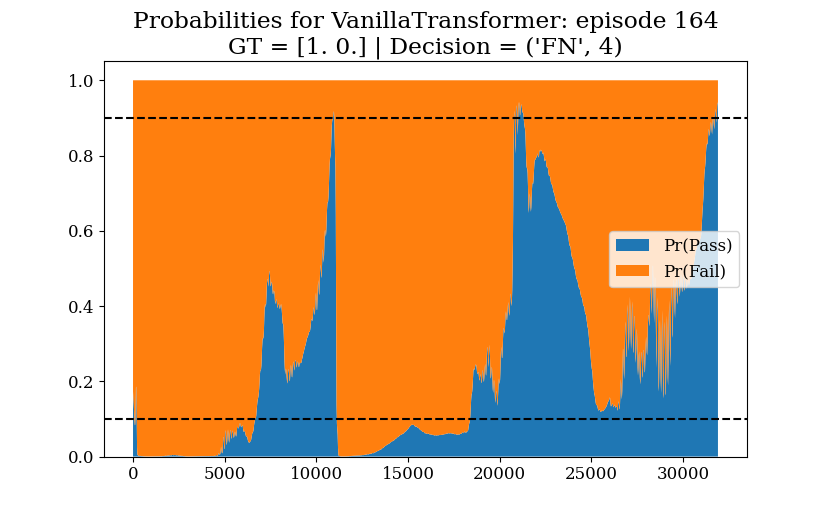 Probabilities for VanillaTransformer: episode 164
GT = [1. 0.] | Decision = ('FN', 4)
1.0
0.8
0.6
0.4
0.2
0.0
Pr(Pass)
Pr(Fail)
0 5000 10000 15000 20000 25000 30000